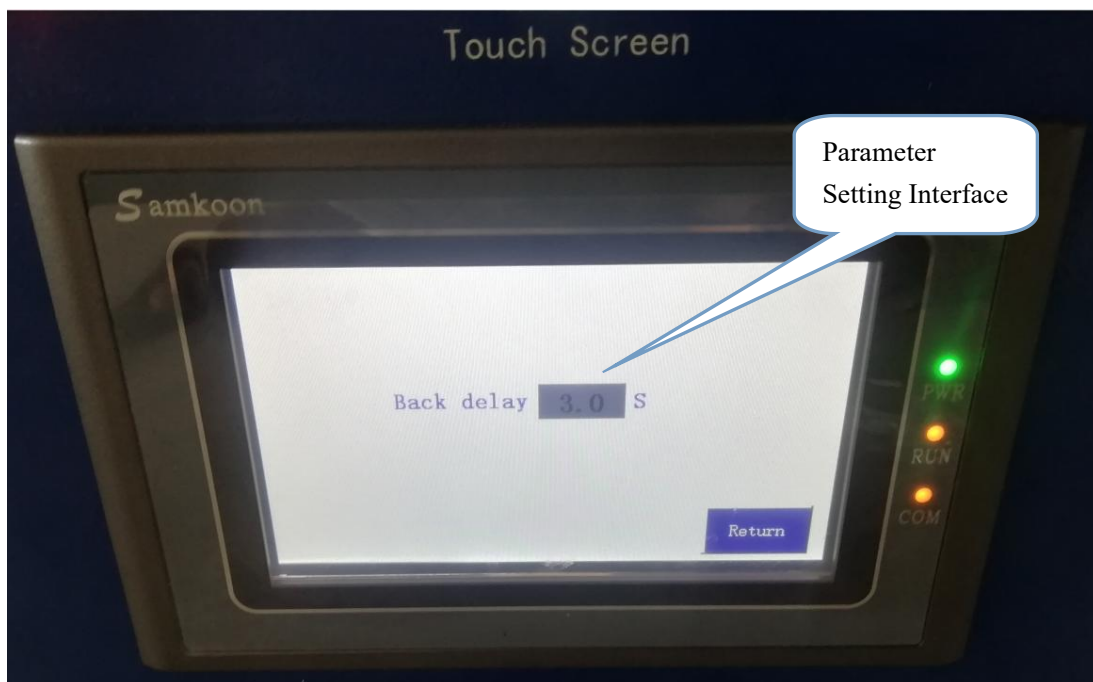 Touch Screen
Parameter
Setting Interface
Samkoon
Back delay 3.0 S
PWR
RUN
COM
Return